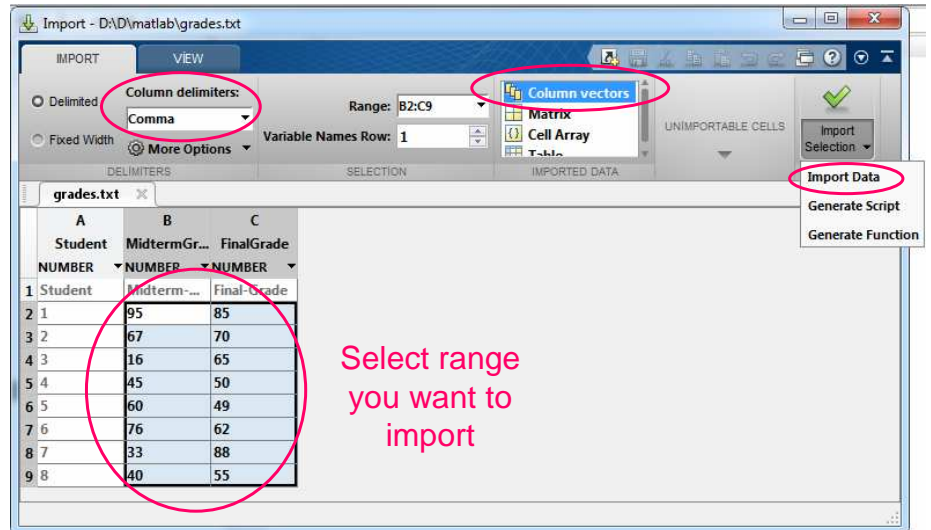 Import - D:\D\matlab\grades.txt
IMPORT VIEW
Delimited
Fixed Width
Column delimiters:
Comma
More Options
DELIMITERS
Range: B2:C9
Variable Names Row: 1
SELECTION
Column vectors
Matrix
Cell Array
Table
IMPORTED DATA
UNIMPORTABLE CELLS
Import
Selection
Import Data
Generate Script
Generate Function
grades.txt
A B C
Student MidtermGr... FinalGrade
NUMBER NUMBER NUMBER
1 Student Midterm-... Final-Grade
2 1 95 85
3 2 67 70
4 3 16 65
5 4 45 50
6 5 60 49
7 6 76 62
8 7 33 88
9 8 40 55
Select range
you want to
import